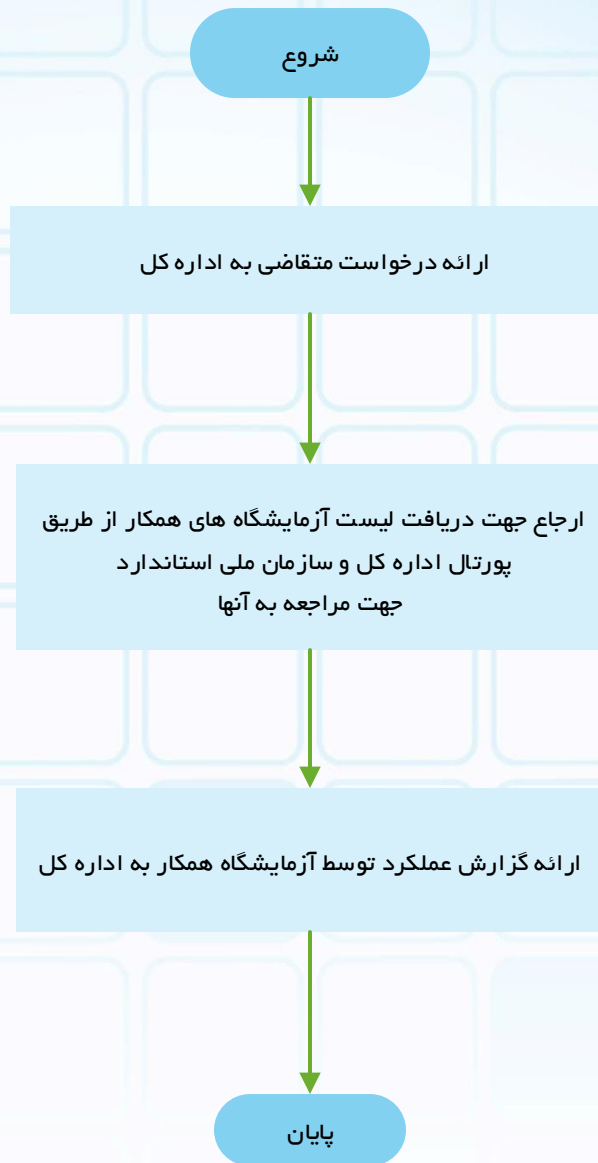 شروع
ارائه درخواست متقاضی به اداره کل
ارجاع جهت دریافت لیست آزمایشگاه های همکار از طریق
پورتال اداره کل و سازمان ملی استاندارد
جهت مراجعه به آنها
ارائه گزارش عملکرد توسط آزمایشگاه همکار به اداره کل
پایان